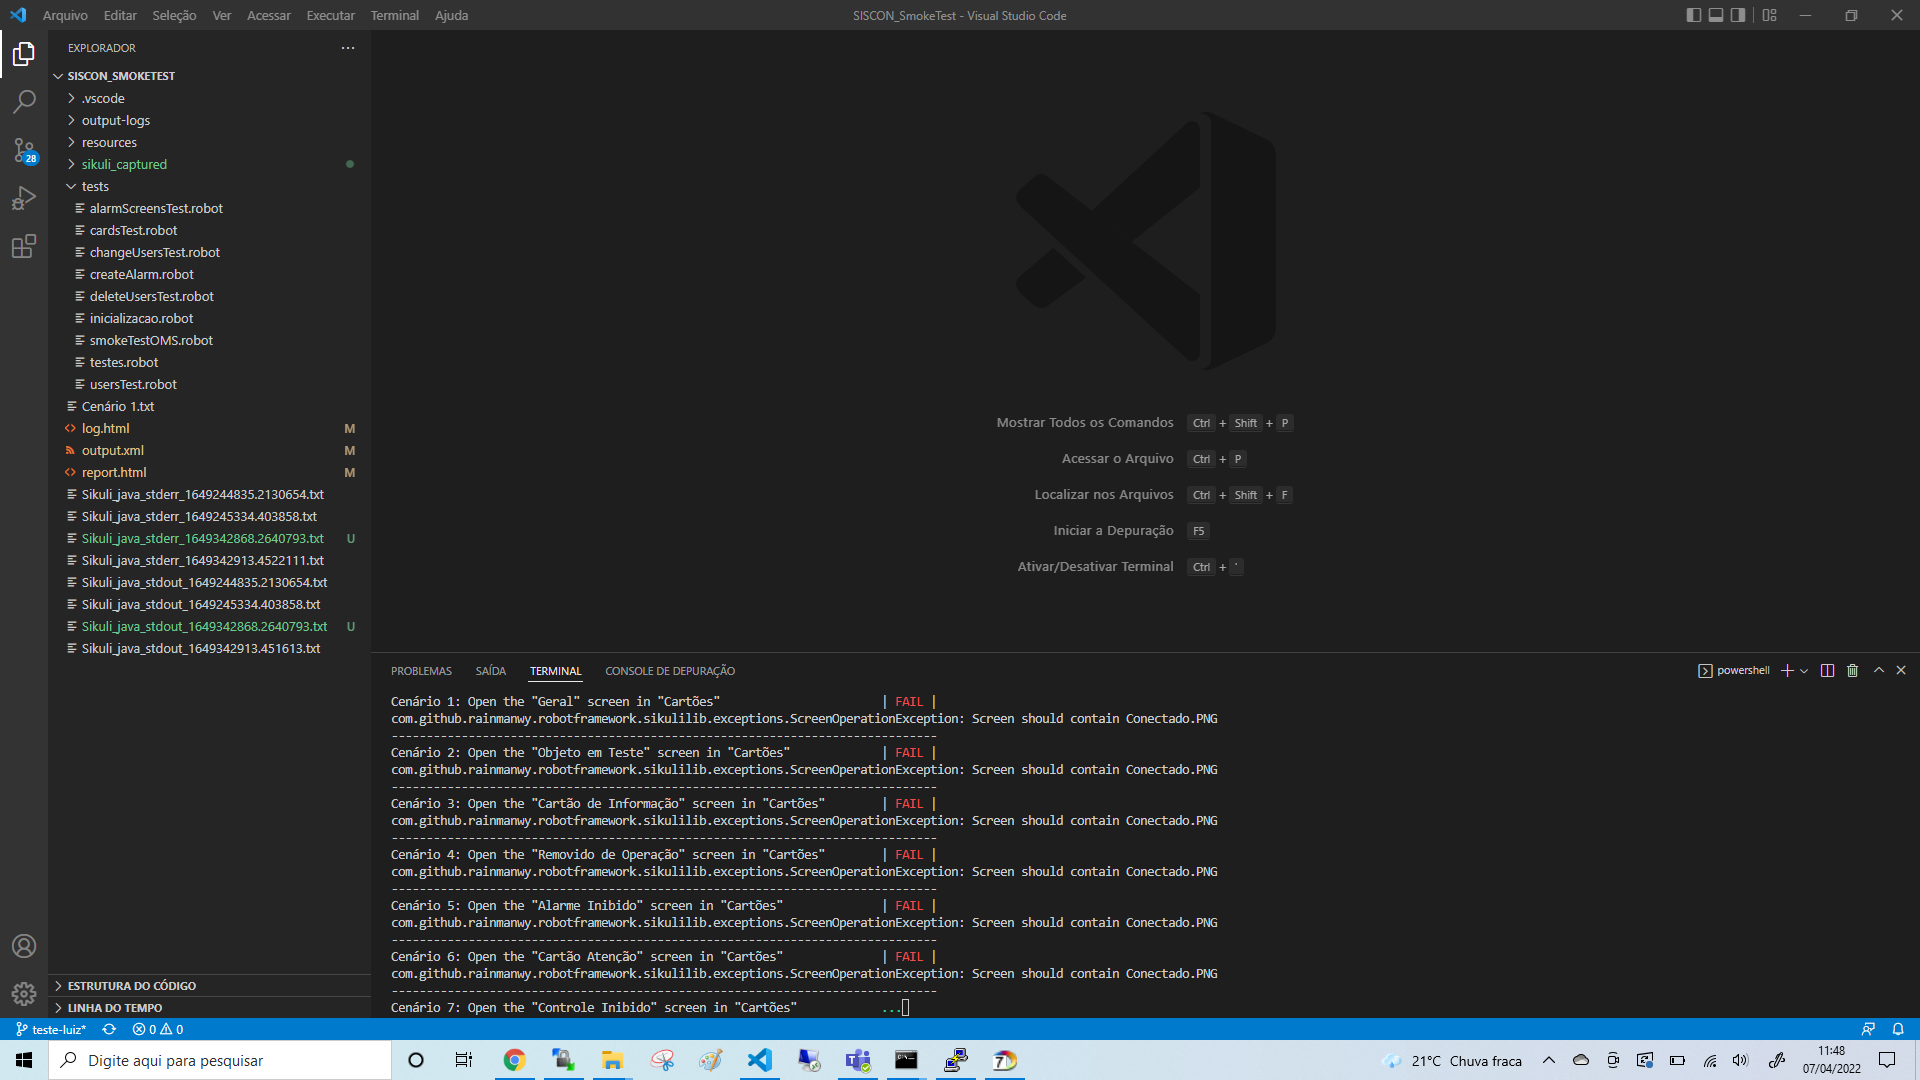 Arquivo Editar Seleção Ver Acessar Executar Terminal Ajuda
SISCON_SmokeTest - Visual Studio Code
EXPLORADOR
SISCON_SMOKETEST
.vscode
output-logs
resources
sikuli_captured
tests
alarmScreensTest.robot
cardsTest.robot
changeUsersTest.robot
createAlarm.robot
deleteUsersTest.robot
inicializacao.robot
smokeTestOMS.robot
testes.robot
usersTest.robot
Cenário 1.txt
log.html M
output.xml M
report.html M
Sikuli_java_stderr_1649244835.2130654.txt
Sikuli_java_stderr_1649245334.403858.txt
Sikuli_java_stderr_1649342868.2640793.txt U
Sikuli_java_stderr_1649342913.4522111.txt
Sikuli_java_stdout_1649244835.2130654.txt
Sikuli_java_stdout_1649245334.403858.txt
Sikuli_java_stdout_1649342868.2640793.txt U
Sikuli_java_stdout_1649342913.451613.txt
ESTRUTURA DO CÓDIGO
LINHA DO TEMPO
28
Mostrar Todos os Comandos Ctrl + Shift + P
Acessar o Arquivo Ctrl + P
Localizar nos Arquivos Ctrl + Shift + F
Iniciar a Depuração F5
Ativar/Desativar Terminal Ctrl + `
PROBLEMAS SAÍDA TERMINAL CONSOLE DE DEPURAÇÃO
powershell
Cenário 1: Open the "Geral" screen in "Cartões" | FAIL |
com.github.rainmanwy.robotframework.sikulilib.exceptions.ScreenOperationException: Screen should contain Conectado.PNG
------------------------------------------------------------------------------
Cenário 2: Open the "Objeto em Teste" screen in "Cartões" | FAIL |
com.github.rainmanwy.robotframework.sikulilib.exceptions.ScreenOperationException: Screen should contain Conectado.PNG
------------------------------------------------------------------------------
Cenário 3: Open the "Cartão de Informação" screen in "Cartões" | FAIL |
com.github.rainmanwy.robotframework.sikulilib.exceptions.ScreenOperationException: Screen should contain Conectado.PNG
------------------------------------------------------------------------------
Cenário 4: Open the "Removido de Operação" screen in "Cartões" | FAIL |
com.github.rainmanwy.robotframework.sikulilib.exceptions.ScreenOperationException: Screen should contain Conectado.PNG
------------------------------------------------------------------------------
Cenário 5: Open the "Alarme Inibido" screen in "Cartões" | FAIL |
com.github.rainmanwy.robotframework.sikulilib.exceptions.ScreenOperationException: Screen should contain Conectado.PNG
------------------------------------------------------------------------------
Cenário 6: Open the "Cartão Atenção" screen in "Cartões" | FAIL |
com.github.rainmanwy.robotframework.sikulilib.exceptions.ScreenOperationException: Screen should contain Conectado.PNG
------------------------------------------------------------------------------
Cenário 7: Open the "Controle Inibido" screen in "Cartões" ...
teste-luiz* 0 0
Digite aqui para pesquisar
7
21°C Chuva fraca
11:48
07/04/2022